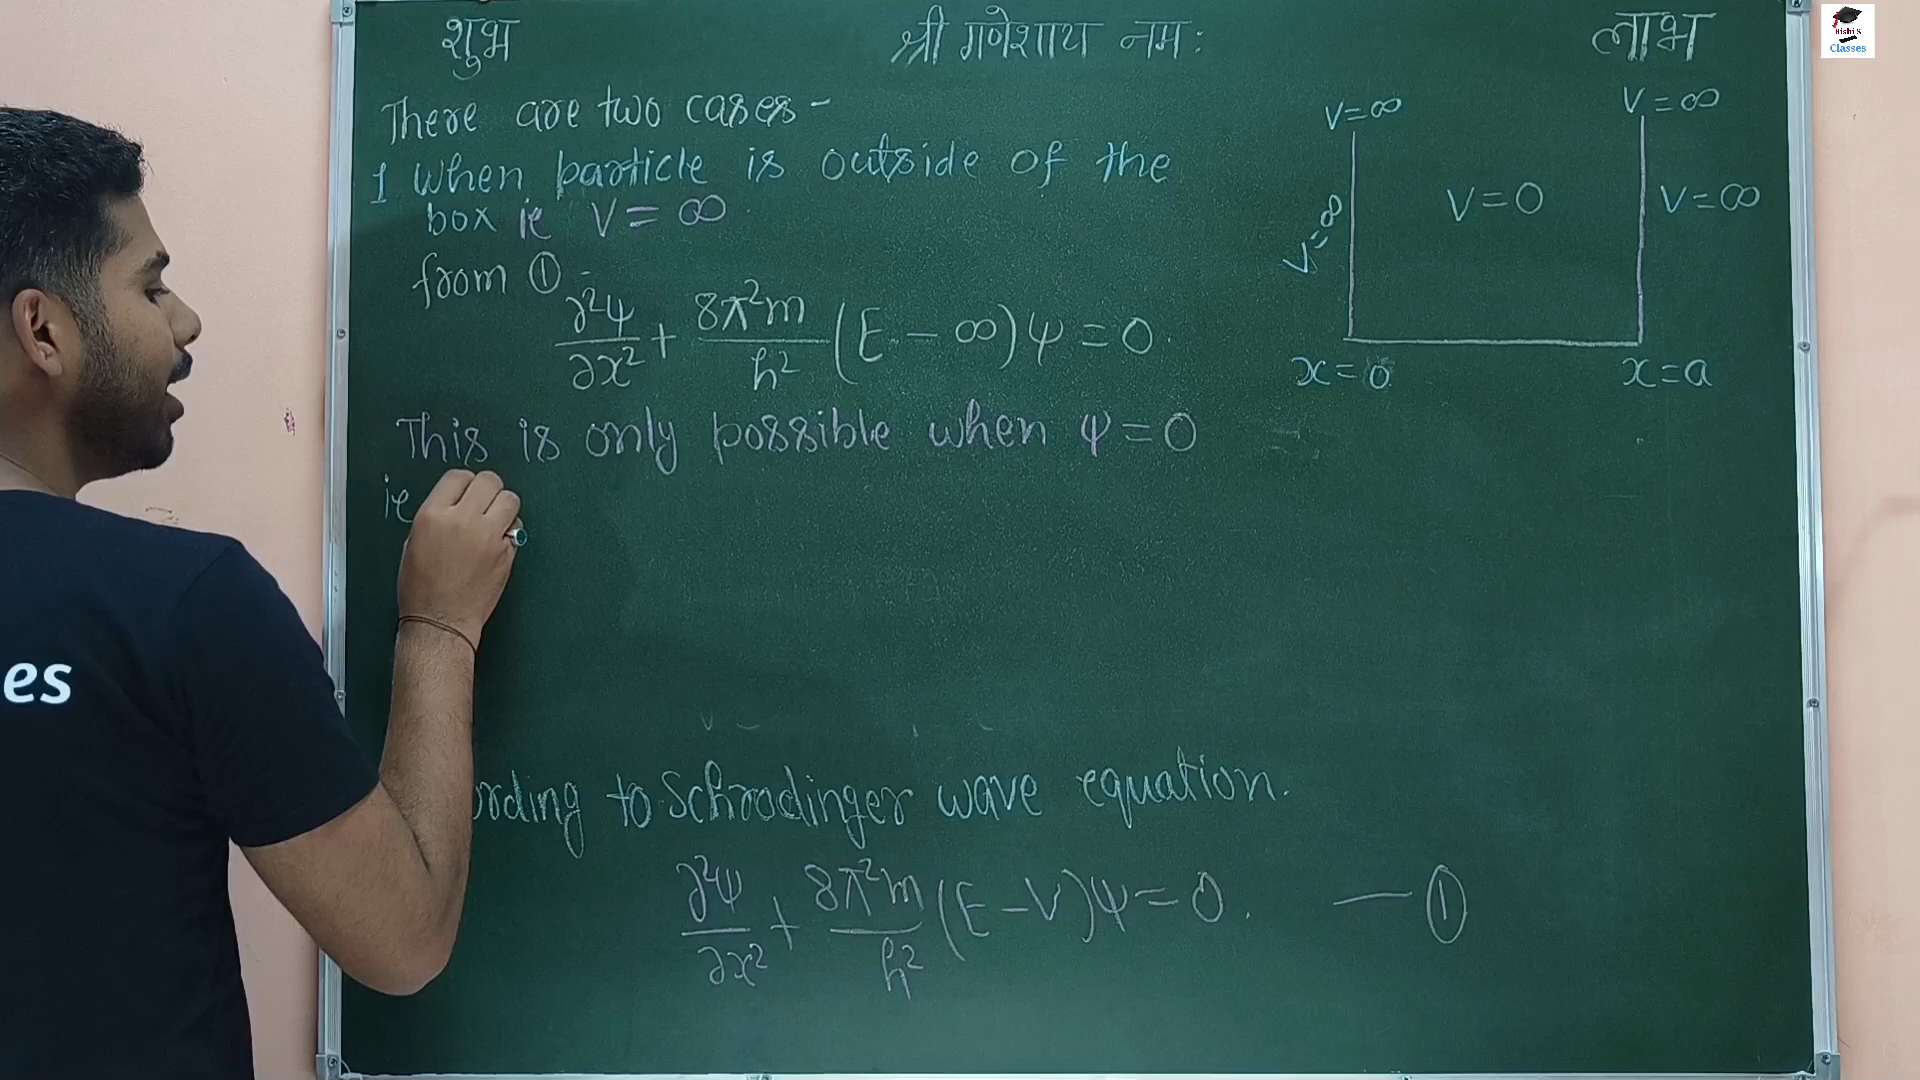 शुभ श्री गणेशाय नमः लाभ
Rishi's
Classes
There are two cases -
1 When particle is outside of the
box ie V = ∞
from ① -
∂²ψ/∂x² + 8π²m/h² (E - ∞)ψ = 0.
This is only possible when ψ = 0
ie
V=∞ V=∞
V=∞ V=0 V=∞
x=0 x=a
ording to Schrodinger wave equation.
∂²ψ/∂x² + 8π²m/h² (E-V)ψ = 0. — ①
es